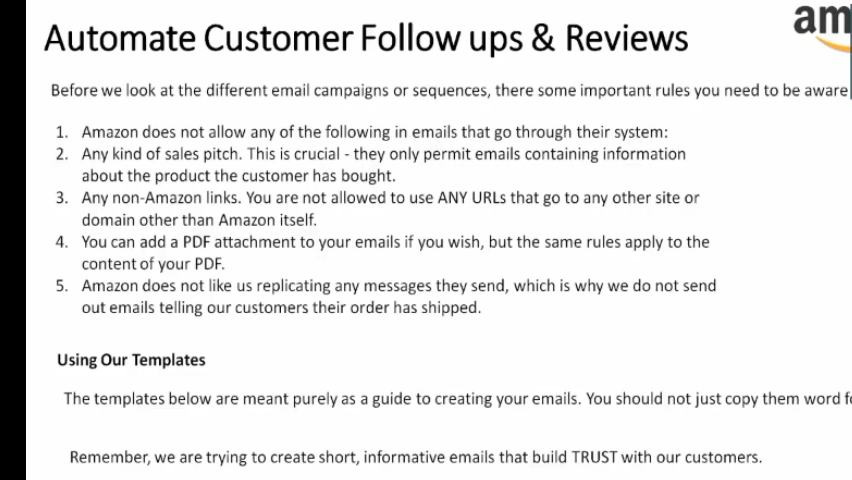 am
Automate Customer Follow ups & Reviews
Before we look at the different email campaigns or sequences, there some important rules you need to be aware
1. Amazon does not allow any of the following in emails that go through their system:
2. Any kind of sales pitch. This is crucial - they only permit emails containing information
about the product the customer has bought.
3. Any non-Amazon links. You are not allowed to use ANY URLs that go to any other site or
domain other than Amazon itself.
4. You can add a PDF attachment to your emails if you wish, but the same rules apply to the
content of your PDF.
5. Amazon does not like us replicating any messages they send, which is why we do not send
out emails telling our customers their order has shipped.
Using Our Templates
The templates below are meant purely as a guide to creating your emails. You should not just copy them word
Remember, we are trying to create short, informative emails that build TRUST with our customers.